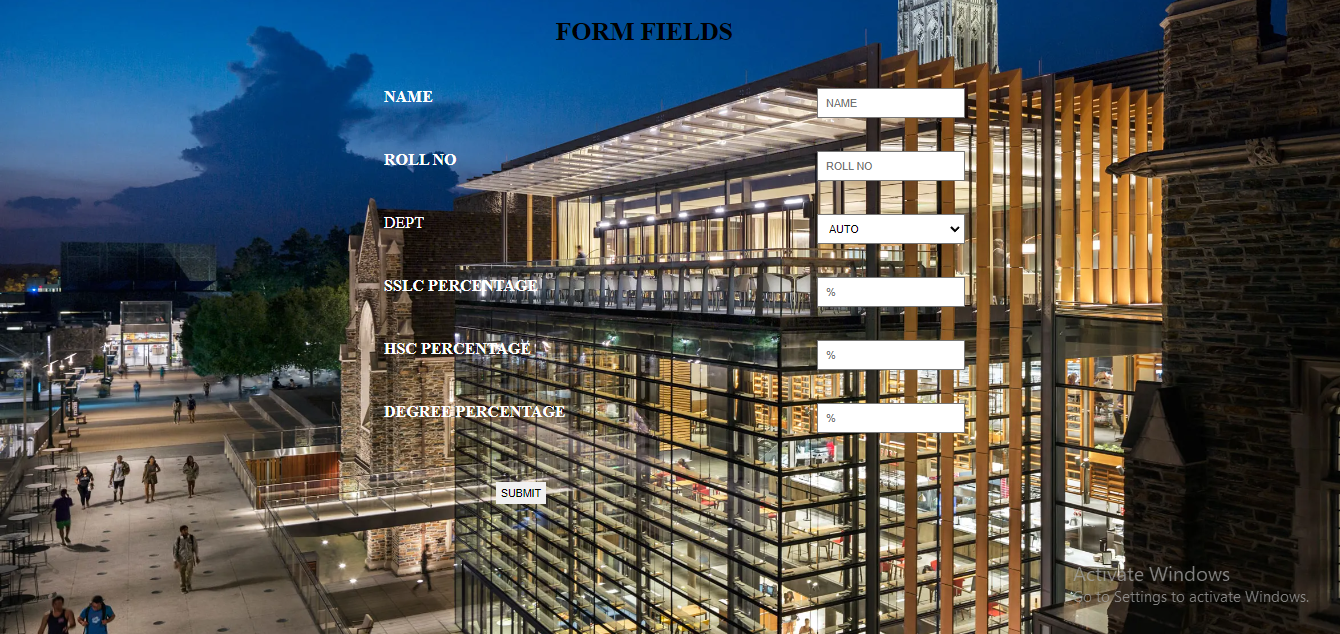 FORM FIELDS
NAME NAME
ROLL NO ROLL NO
DEPT AUTO
SSLC PERCENTAGE %
HSC PERCENTAGE %
DEGREE PERCENTAGE %
SUBMIT
Activate Windows
Go to Settings to activate Windows.